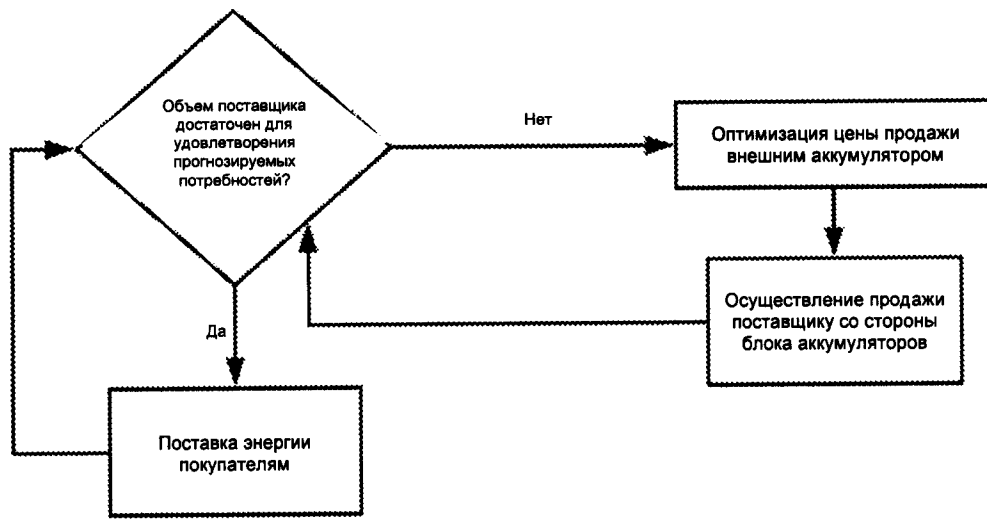 Объем поставщика
достаточен для
удовлетворения
прогнозируемых
потребностей?
Нет
Оптимизация цены продажи
внешним аккумулятором
Осуществление продажи
поставщику со стороны
блока аккумуляторов
Да
Поставка энергии
покупателям